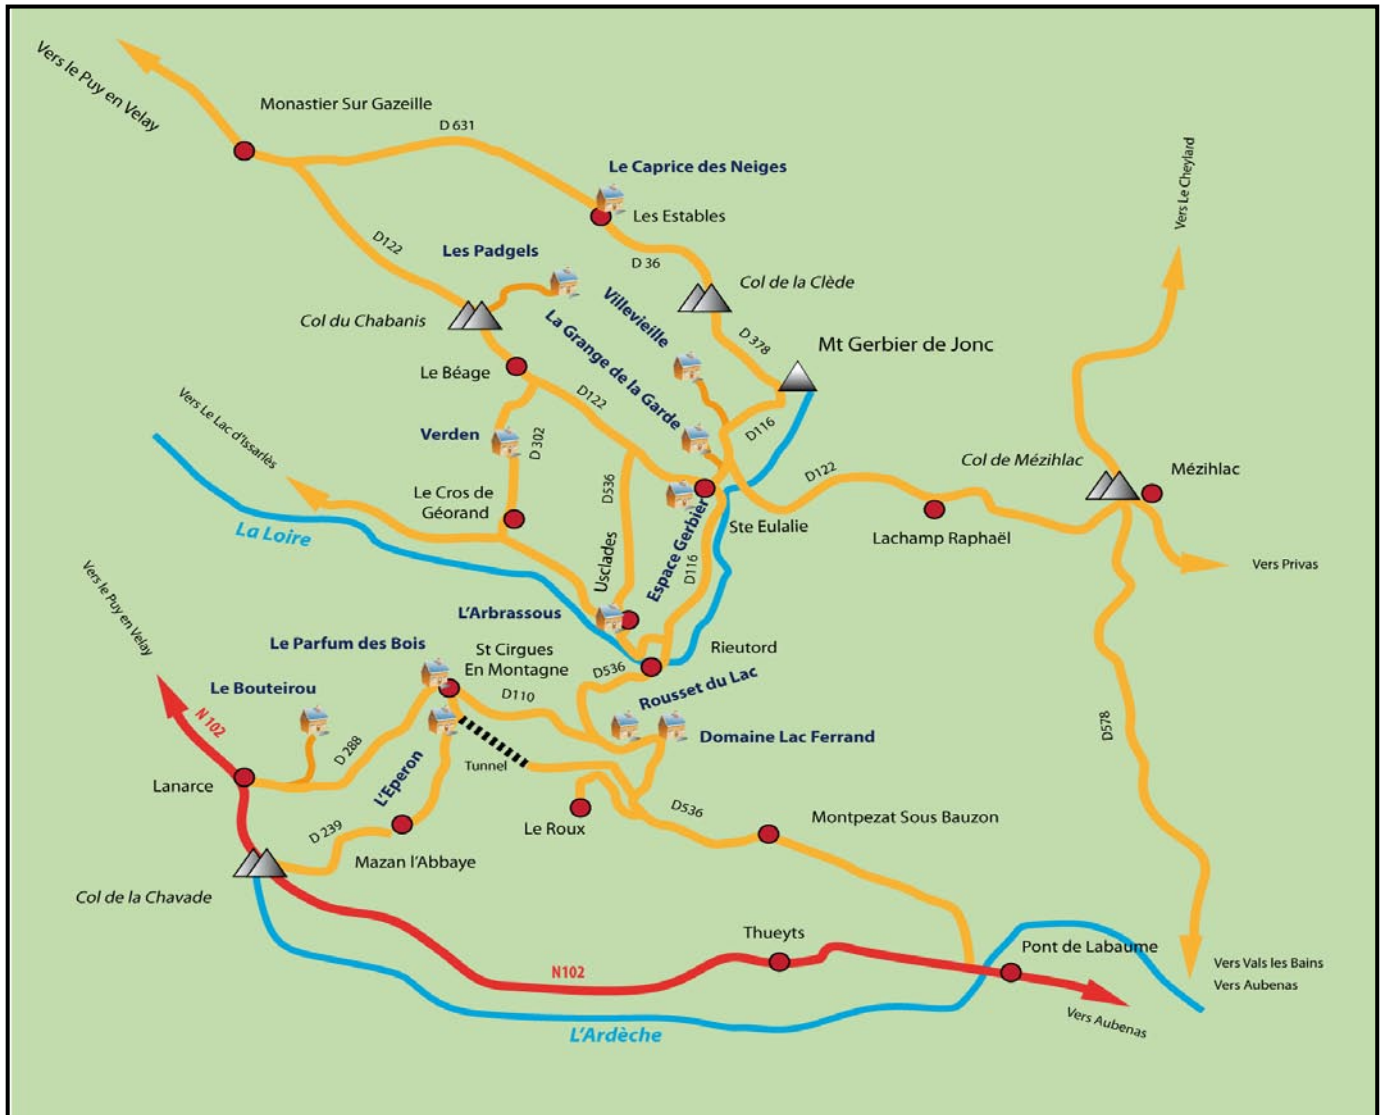 Vers le Puy en Velay
Monastier Sur Gazeille
D 631
Le Caprice des Neiges
Les Estables
Vers Le Cheylard
D122
Les Padgels
D 36
Col de la Clède
Villevieille
Col du Chabanis
La Grange de la Garde
D 378
Mt Gerbier de Jonc
Le Béage
D122
Vers Le Lac d'Issarlès
Verden
D 302
D116
Col de Mézihlac
Mézihlac
D122
D536
Le Cros de
Géorand
La Loire
Espace Gerbier
Ste Eulalie
Lachamp Raphaël
Usclades
D116
Vers Privas
Vers le Puy en Velay
L'Arbrassous
Le Parfum des Bois
St Cirgues
En Montagne
Rieutord
D536
Le Bouteirou
D110
Rousset du Lac
N 102
D 288
Domaine Lac Ferrand
D578
Lanarce
L'Eperon
Tunnel
D536
Le Roux
Montpezat Sous Bauzon
D 239
Mazan l'Abbaye
Col de la Chavade
Thueyts
Pont de Labaume
N102
Vers Vals les Bains
Vers Aubenas
Vers Aubenas
L'Ardèche